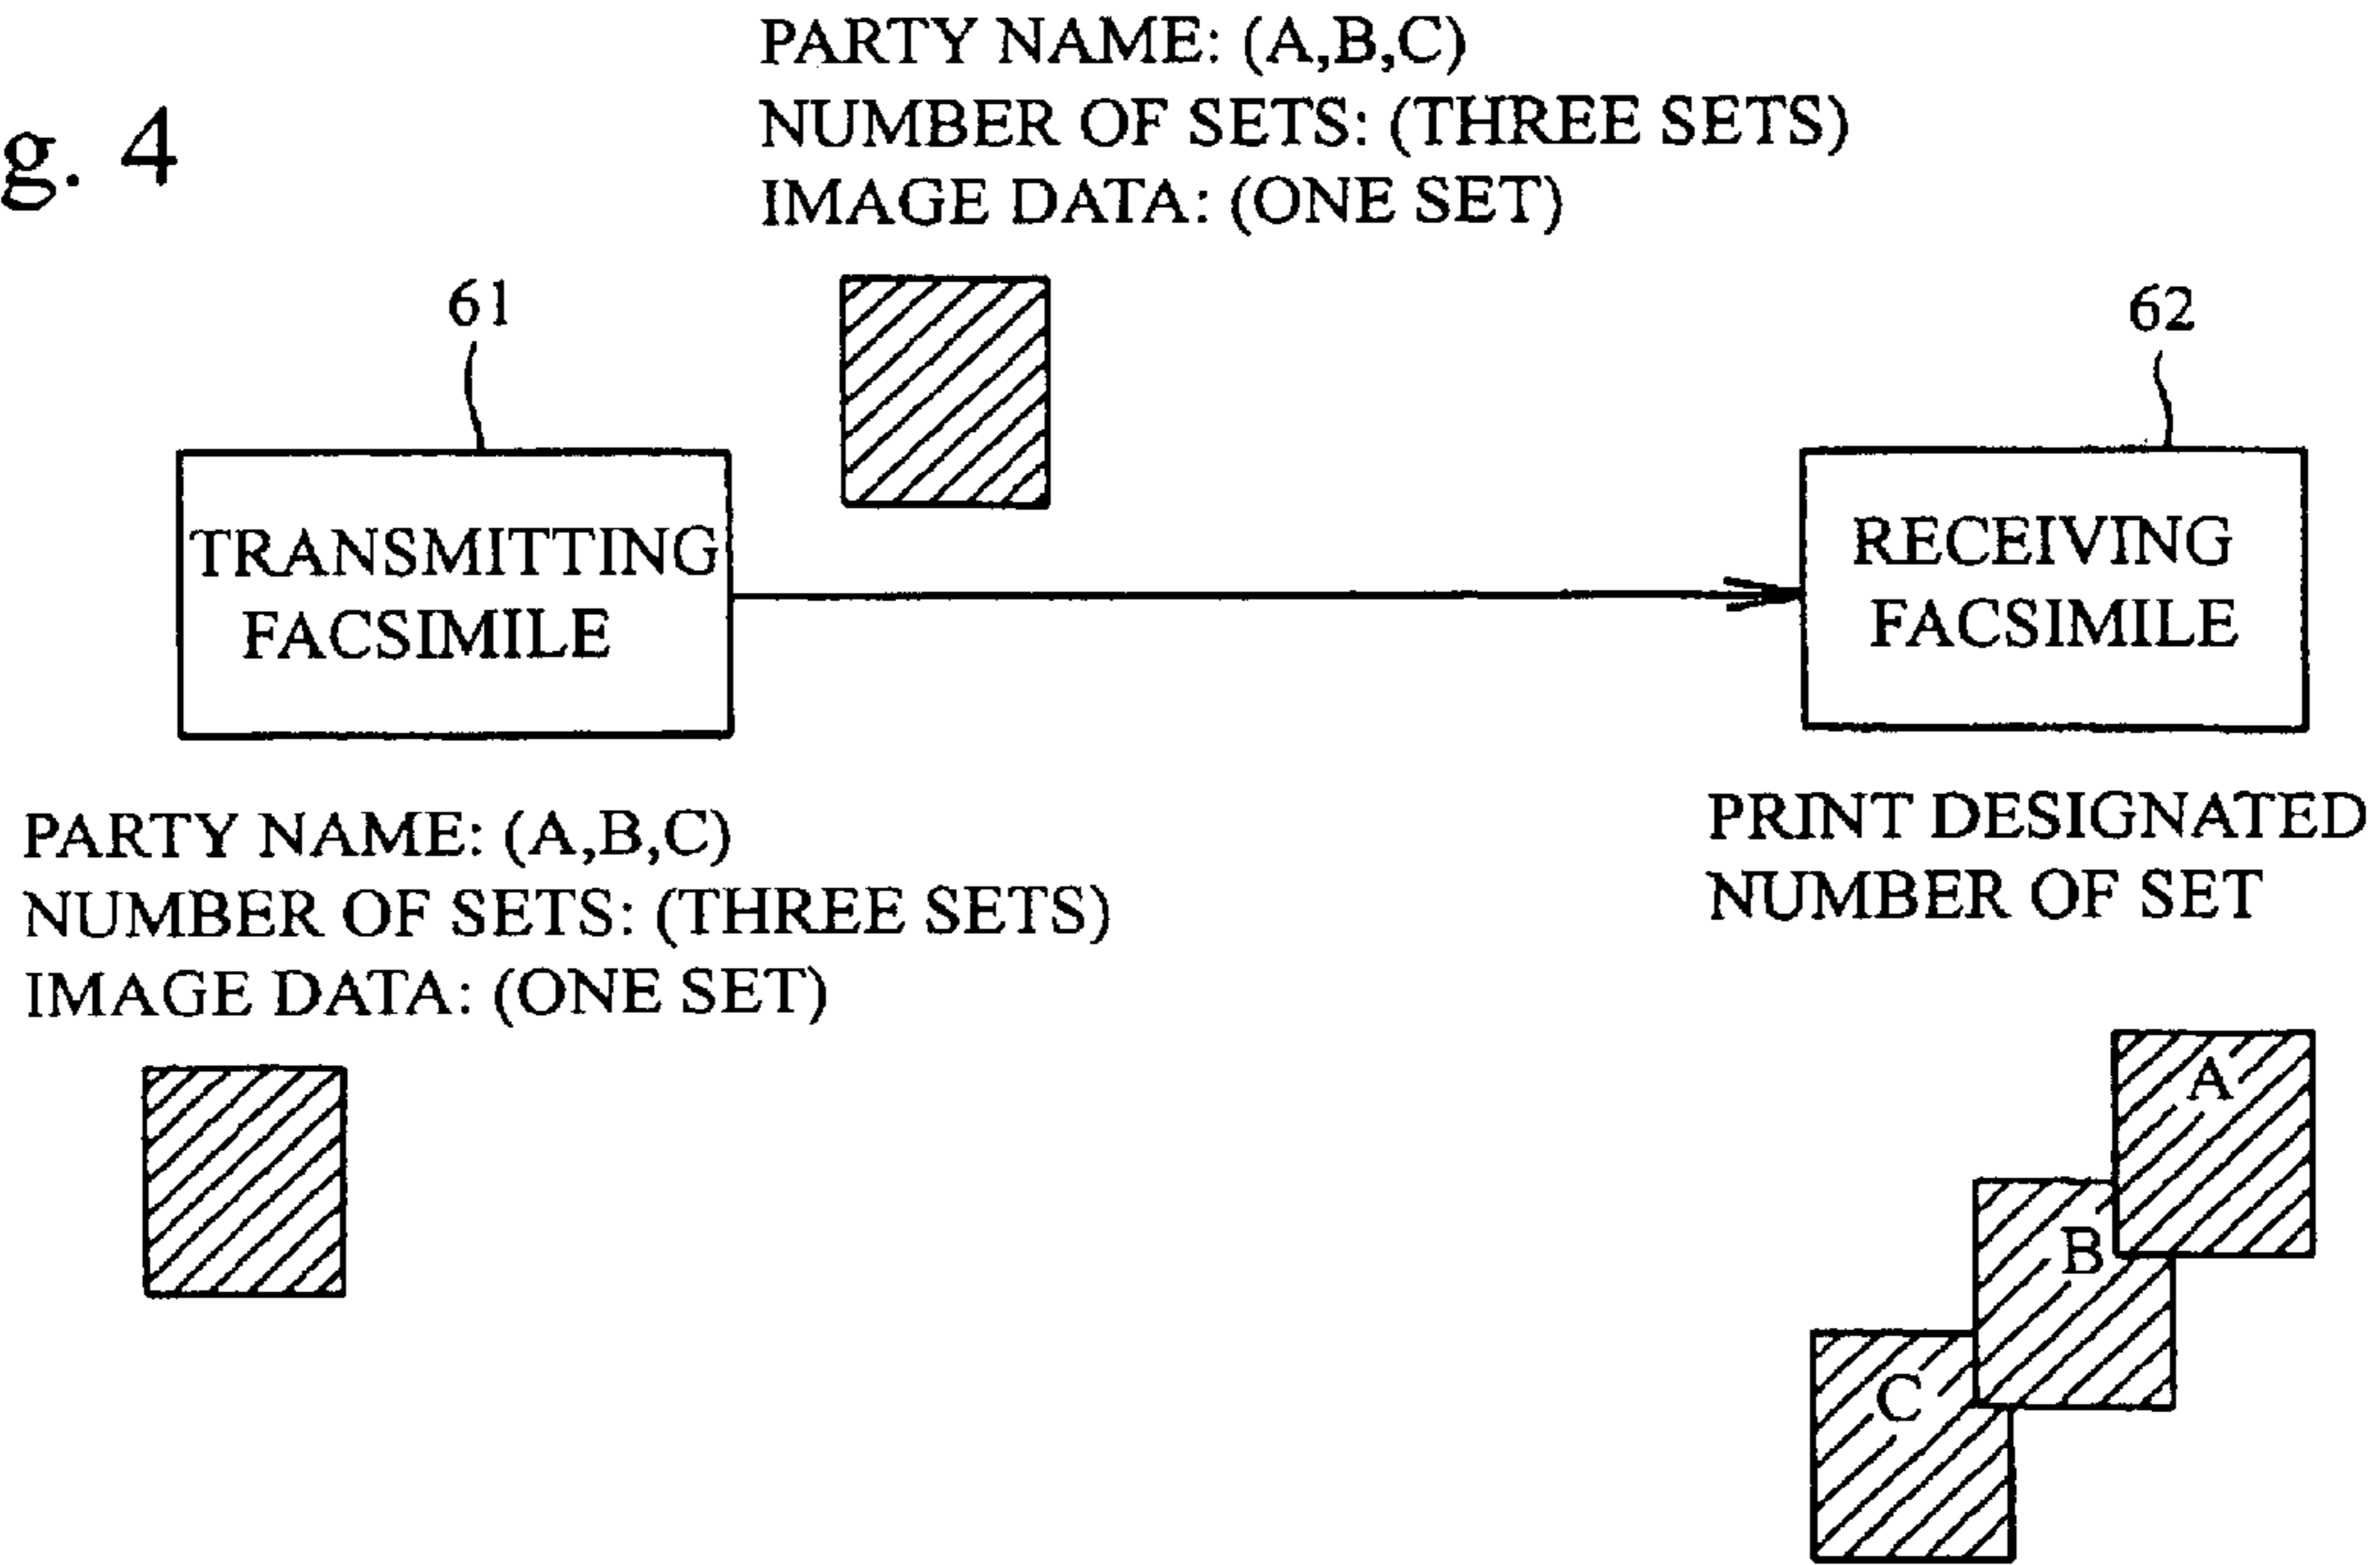 g. 4
PARTY NAME: (A,B,C)
NUMBER OF SETS: (THREE SETS)
IMAGE DATA: (ONE SET)
61
62
TRANSMITTING
FACSIMILE
RECEIVING
FACSIMILE
PARTY NAME: (A,B,C)
NUMBER OF SETS: (THREE SETS)
IMAGE DATA: (ONE SET)
PRINT DESIGNATED
NUMBER OF SET
A
B
C